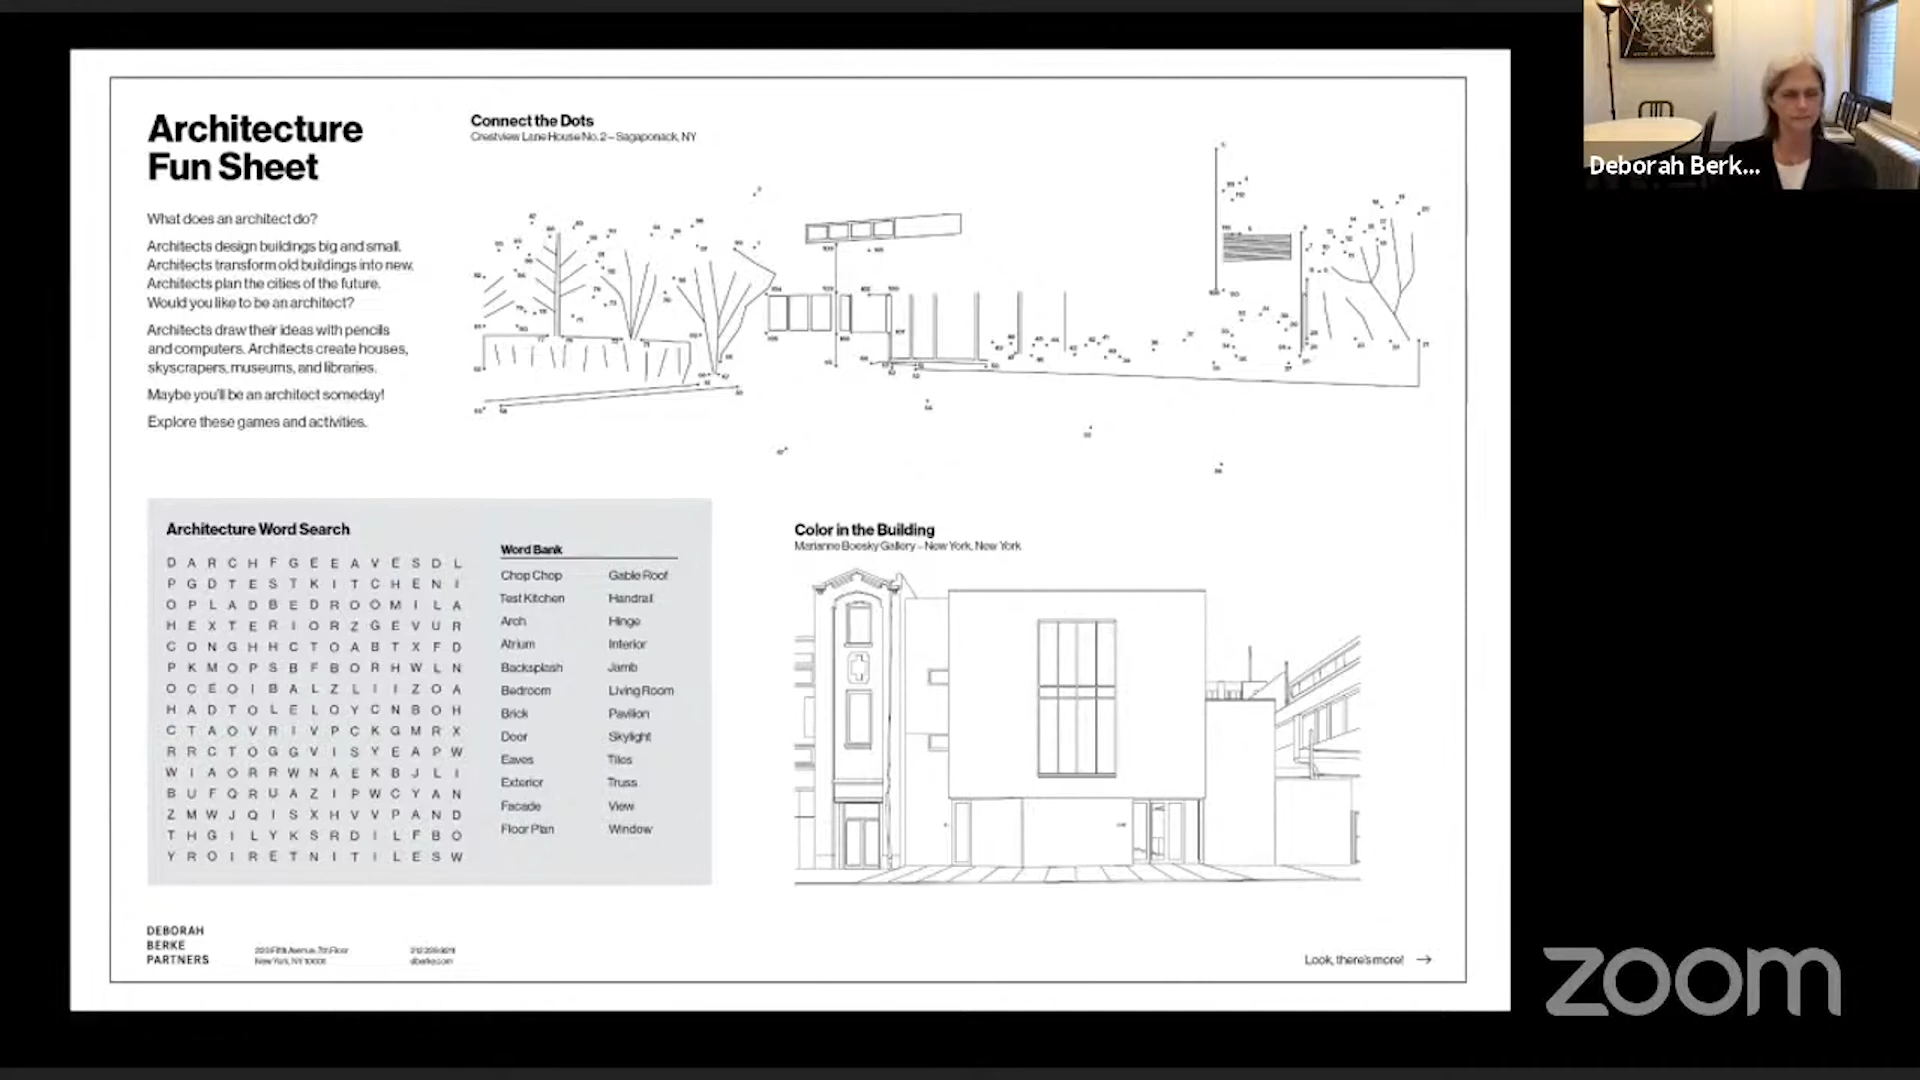 Architecture
Fun Sheet
What does an architect do?
Architects design buildings big and small.
Architects transform old buildings into new.
Architects plan the cities of the future.
Would you like to be an architect?
Architects draw their ideas with pencils
and computers. Architects create houses,
skyscrapers, museums, and libraries.
Maybe you'll be an architect someday!
Explore these games and activities.
Connect the Dots
Crestview Lane House No. 2 – Sagaponack, NY
Deborah Berk...
Architecture Word Search
D A R C H F G E E A V E S D L
P G D T E S T K I T C H E N I
O P L A D B E D R O O M I L A
H E X T E R I O R Z G E V U R
C O N G H H C T O A B T X F D
P K M O P S B F B O R H W L N
O C E O I B A L Z L I I Z O A
H A D T O L E L O Y C N B O H
C T A O V R I V P C K G M R X
R R C T O G G V I S Y E A P W
W I A O R R W N A E K B J L I
B U F Q R U A Z I P W C Y A N
Z M W J Q I S X H V V P A N D
T H G I L Y K S R D I L F B O
Y R O I R E T N I T I L E S W
Word Bank
Chop Chop
Test Kitchen
Arch
Atrium
Backsplash
Bedroom
Brick
Door
Eaves
Exterior
Facade
Floor Plan
Gable Roof
Handrail
Hinge
Interior
Jamb
Living Room
Pavilion
Skylight
Tiles
Truss
View
Window
Color in the Building
Marianne Boesky Gallery – New York, New York
DEBORAH
BERKE
PARTNERS
New York, NY
dberke.com
Look, there's more! →
zoom